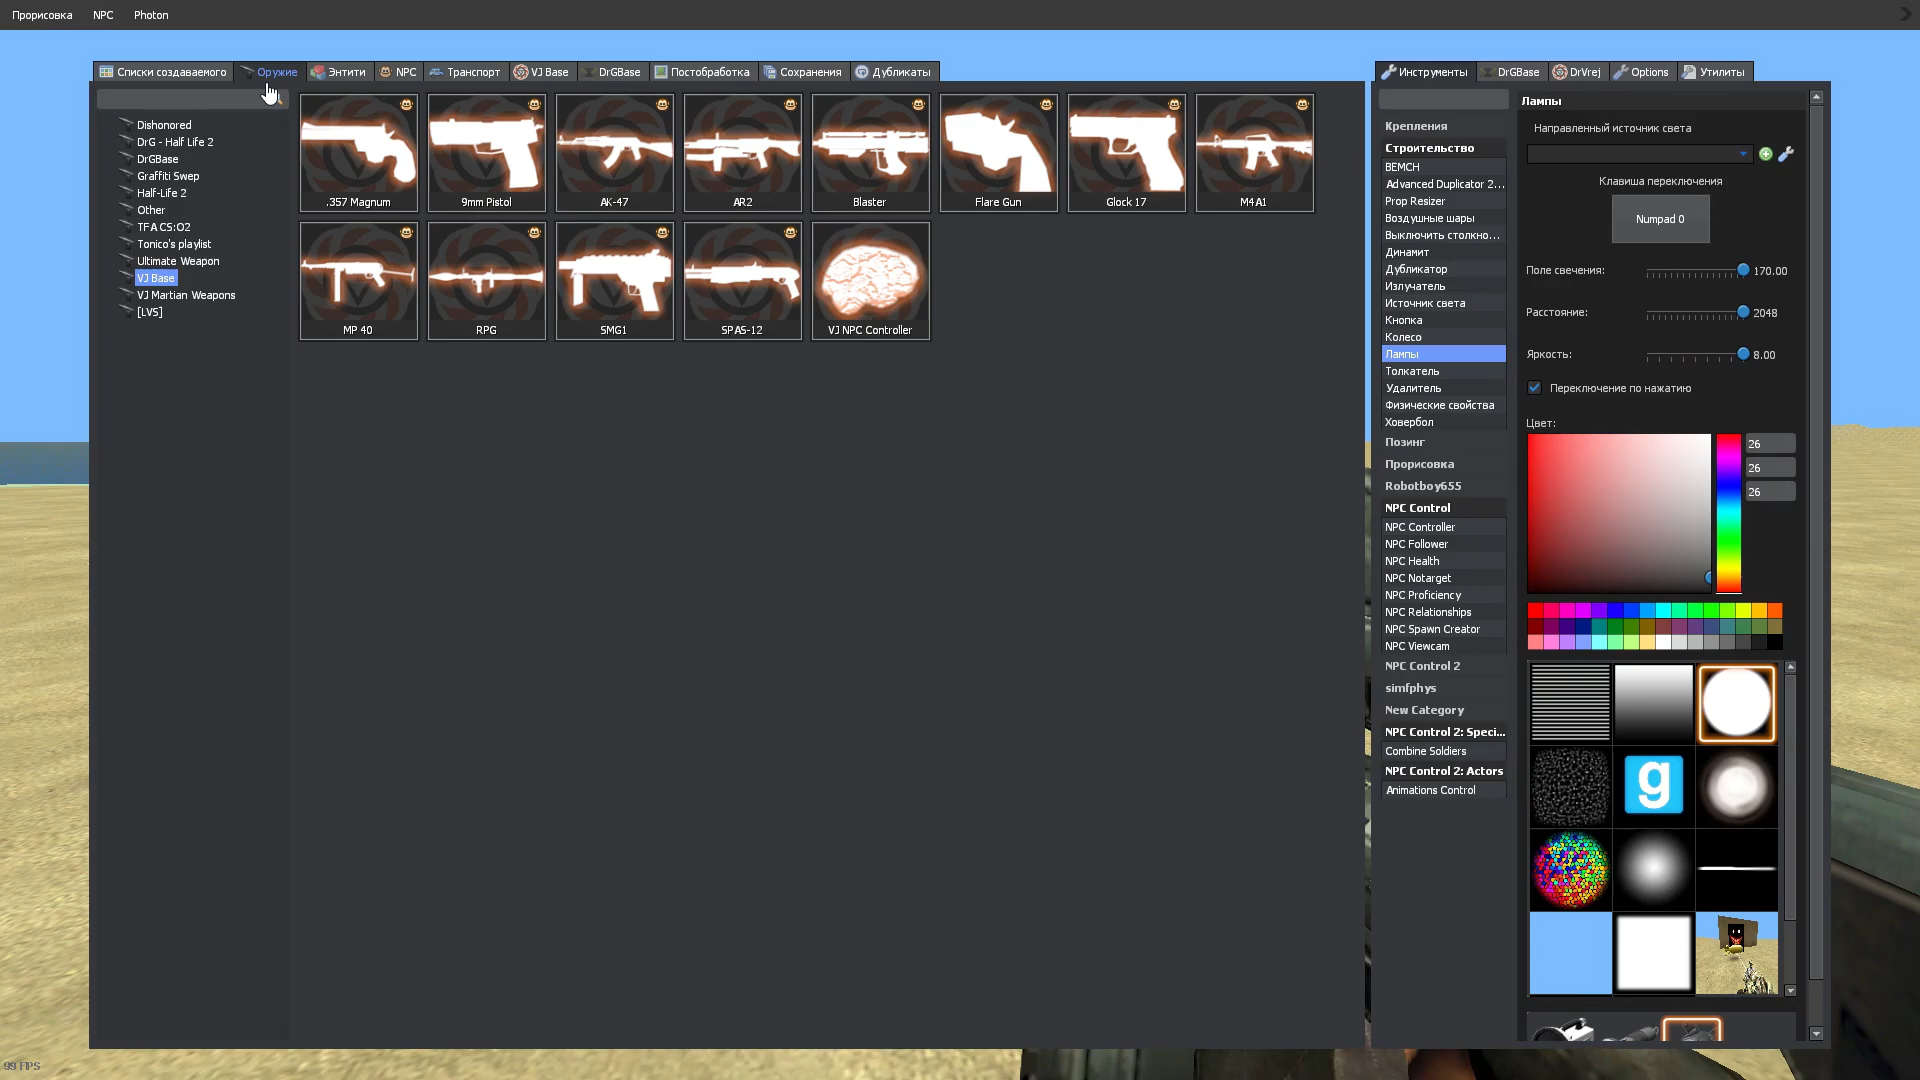 Прорисовка NPC Photon
Списки создаваемого Оружие Энтити NPC Транспорт VJ Base DrGBase Постобработка Сохранения Дубликаты
Dishonored
DrG - Half Life 2
DrGBase
Graffiti Swep
Half-Life 2
Other
TFA CS:O2
Tonico's playlist
Ultimate Weapon
VJ Base
VJ Martian Weapons
[LVS]
.357 Magnum 9mm Pistol AK-47 AR2 Blaster Flare Gun Glock 17 M4A1
MP 40 RPG SMG1 SPAS-12 VJ NPC Controller
Инструменты DrGBase DrVrej Options Утилиты
Крепления
Строительство
ВЕМСН
Advanced Duplicator 2...
Prop Resizer
Воздушные шары
Выключить столкно...
Динамит
Дубликатор
Излучатель
Источник света
Кнопка
Колесо
Лампы
Толкатель
Удалитель
Физические свойства
Ховербол
Позинг
Прорисовка
Robotboy655
NPC Control
NPC Controller
NPC Follower
NPC Health
NPC Notarget
NPC Proficiency
NPC Relationships
NPC Spawn Creator
NPC Viewcam
NPC Control 2
simfphys
New Category
NPC Control 2: Speci...
Combine Soldiers
NPC Control 2: Actors
Animations Control
Лампы
Направленный источник света
Клавиша переключения
Numpad 0
Поле свечения: 170.00
Расстояние: 2048
Яркость: 8.00
Переключение по нажатию
Цвет:
26
26
26
g
99 FPS